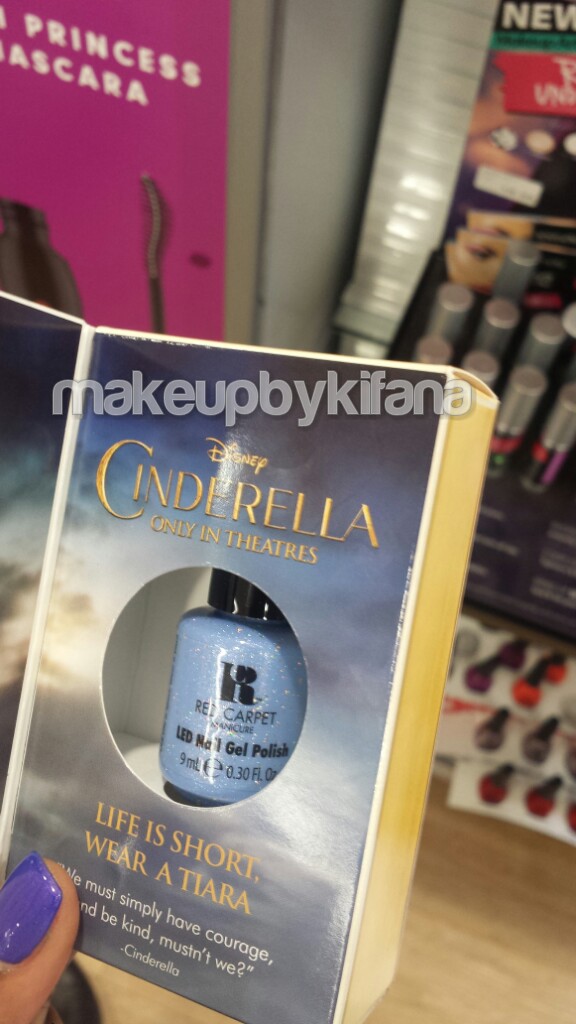 PRINCESS
MASCARA
NEW
makeupbykifana
DISNEY
CINDERELLA
ONLY IN THEATRES
RED CARPET
MANICURE
LED Nail Gel Polish
9 ml e 0.30 Fl. Oz
LIFE IS SHORT,
WEAR A TIARA
"We must simply have courage,
and be kind, mustn't we?"
-Cinderella